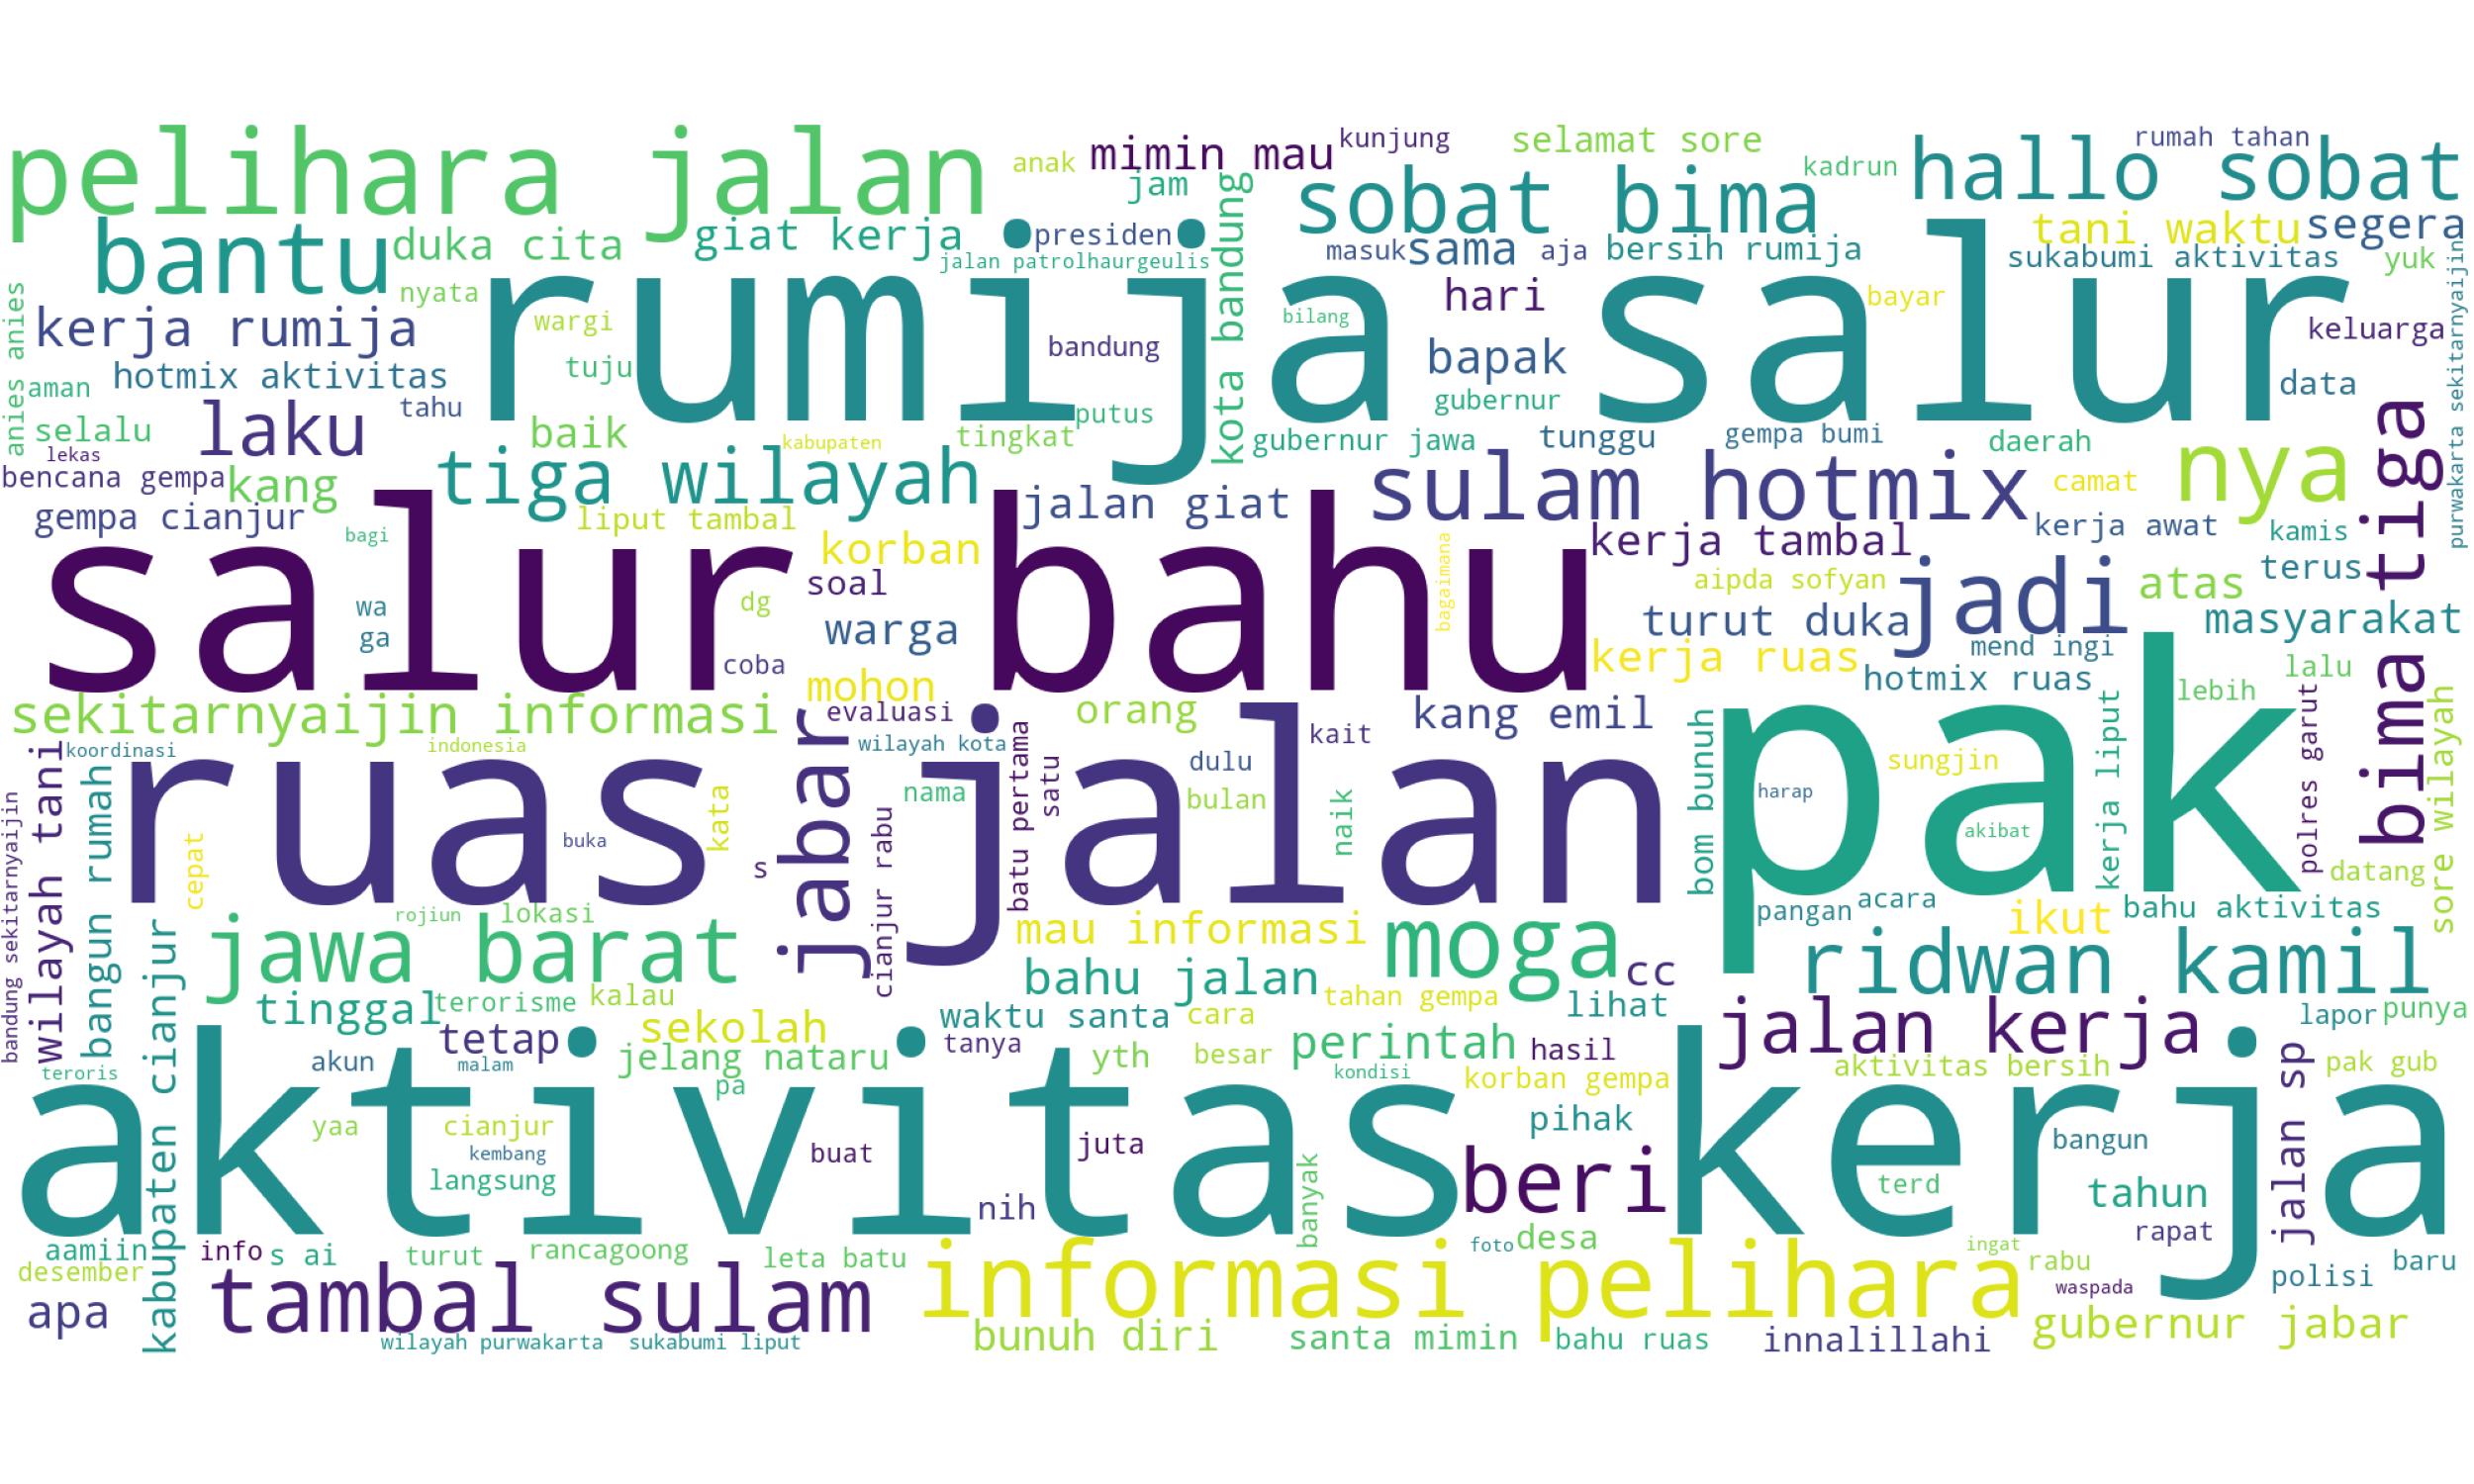 pelihara jalan
anak
mimin mau
kunjung
selamat sore
kadrun
rumah tahan
hallo sobat
jam
sobat bima
bantu
duka cita
giat kerja
presiden
jalan patrolhaurgeulis
kota bandung
masuk
sama
aja
bersih rumija
tani waktu
segera
sukabumi aktivitas
yuk
purwakarta sekitarnyaijin
anies anies
nyata
wargi
kerja rumija
rumija salur
bandung
bilang
hari
bayar
keluarga
hotmix aktivitas
tuju
bapak
data
aman
tahu
gubernur
selalu
laku
baik
putus
tingkat
kabupaten
gubernur jawa
tunggu
gempa bumi
daerah
lekas
bencana gempa
kang
tiga wilayah
sulam hotmix
camat
nya
bima tiga
gempa cianjur
jalan giat
liput tambal
bagi
korban
kerja tambal
kerja awat
kamis
salur bahu
soal
bagaimana
aipda sofyan
jadi
atas
terus
wa
ga
dg
warga
turut duka
masyarakat
coba
kerja ruas
mend ingi
lalu
mohon
hotmix ruas
lebih
sekitarnyaijin informasi
evaluasi
orang
kang emil
pak
koordinasi
indonesia
wilayah kota
kait
ruas jalan
jabar
batu pertama
satu
dulu
bom bunuh
sungjin
kerja liput
polres garut
sore wilayah
wilayah tani
bangun rumah
bandung sekitarnyaijin
cepat
kata
buka
s
nama
bulan
naik
harap
akibat
datang
cianjur rabu
rojiun
lokasi
pangan
acara
ikut
bahu aktivitas
kabupaten cianjur
jawa barat
mau informasi
moga
cc
ridwan kamil
bahu jalan
tinggal
terorisme
kalau
tahan gempa
lihat
jalan kerja
lapor
punya
tetap
sekolah
waktu santa
cara
perintah
hasil
tanya
teroris
akun
malam
jelang nataru
yth
besar
kondisi
korban gempa
aktivitas bersih
pak gub
pa
aktivitas kerja
jalan sp
yaa
cianjur
kembang
langsung
buat
juta
pihak
bangun
banyak
beri
terd
tahun
nih
rapat
aamiin
info
s ai
turut
rancagoong
leta batu
foto
desa
ingat
rabu
baru
desember
informasi pelihara
waspada
polisi
apa
tambal sulam
bunuh diri
santa mimin
bahu ruas
innalillahi
gubernur jabar
wilayah purwakarta
sukabumi liput